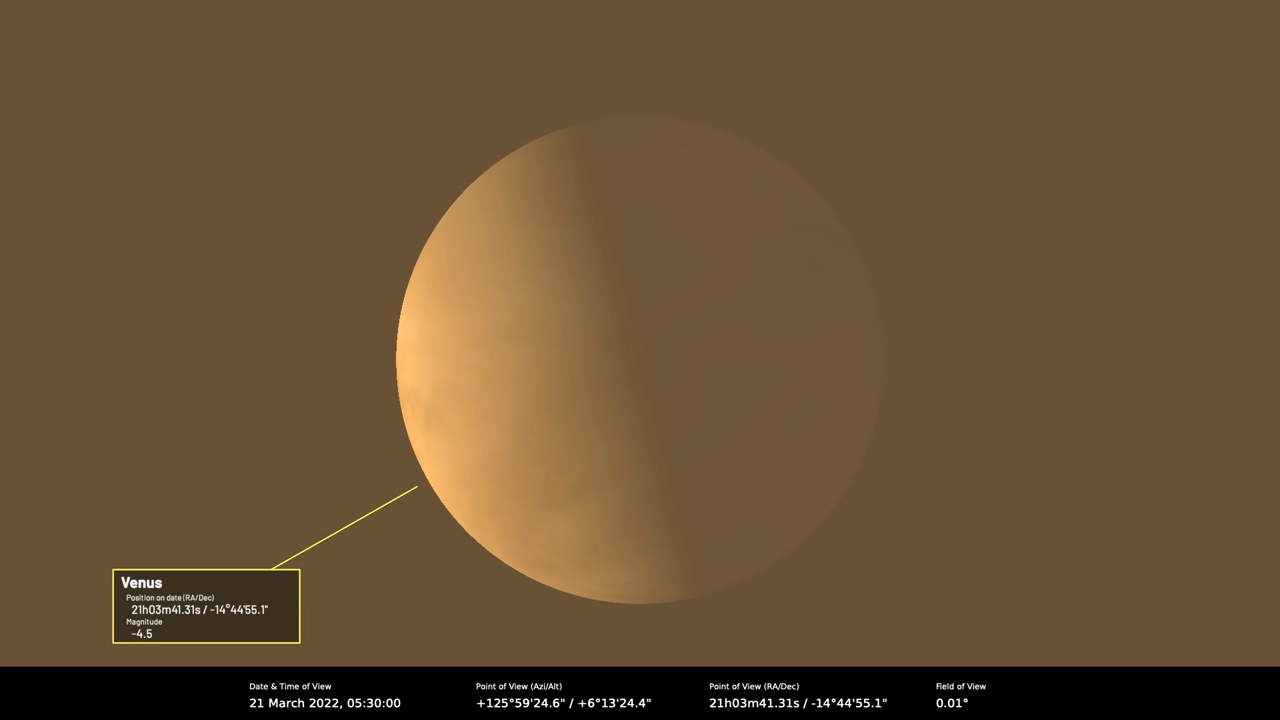 Venus
Position on date (RA/Dec)
21h03m41.31s / -14°44'55.1"
Magnitude
-4.5
Date & Time of View
21 March 2022, 05:30:00
Point of View (Azi/Alt)
+125°59'24.6" / +6°13'24.4"
Point of View (RA/Dec)
21h03m41.31s / -14°44'55.1"
Field of View
0.01°